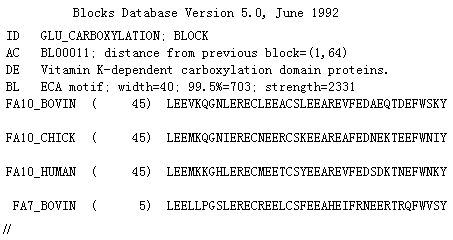 Blocks Database Version 5.0, June 1992
ID   GLU_CARBOXYLATION; BLOCK
AC   BL00011; distance from previous block=(1,64)
DE   Vitamin K-dependent carboxylation domain proteins.
BL   ECA motif; width=40; 99.5%=703; strength=2331
FA10_BOVIN  (     45)  LEEVKQGNLERECLEEACSLEEAREVFEDAEQTDEFWSKY
FA10_CHICK  (     45)  LEEMKQGNIERECNEERCSKEEAREAFEDNEKTEEFWNIY
FA10_HUMAN  (     45)  LEEMKKGHLERECMEETCSYEEAREVFEDSDKTNEFWNKY
FA7_BOVIN   (      5)  LEELLPGSLERECREELCSFEEAHEIFRNEERTRQFWVSY
//